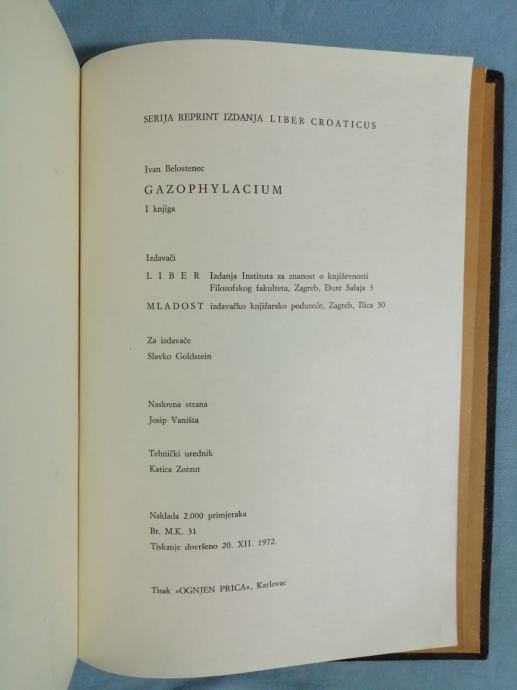 SERIJA REPRINT IZDANJA LIBER CROATICUS
Ivan Belostenec
GAZOPHYLACIUM
I knjiga
Izdavači
LIBER Izdanja Instituta za znanost o književnosti
Filozofskog fakulteta, Zagreb, Đure Salaja 3
MLADOST izdavačko knjižarsko poduzeće, Zagreb, Ilica 30
Za izdavače
Slavko Goldstein
Naslovna strana
Josip Vaništa
Tehnički urednik
Katica Zorzut
Naklada 2.000 primjeraka
Br. M.K. 31
Tiskanje dovršeno 20. XII. 1972.
Tisak »OGNJEN PRICA«, Karlovac